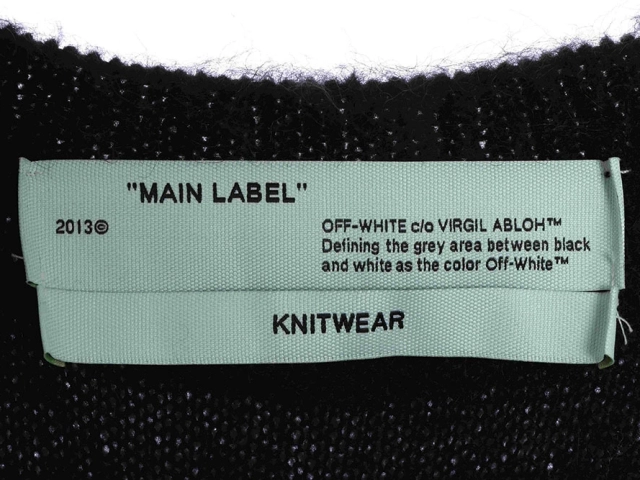 "MAIN LABEL"
2013©
OFF-WHITE c/o VIRGIL ABLOH™
Defining the grey area between black
and white as the color Off-White™
KNITWEAR